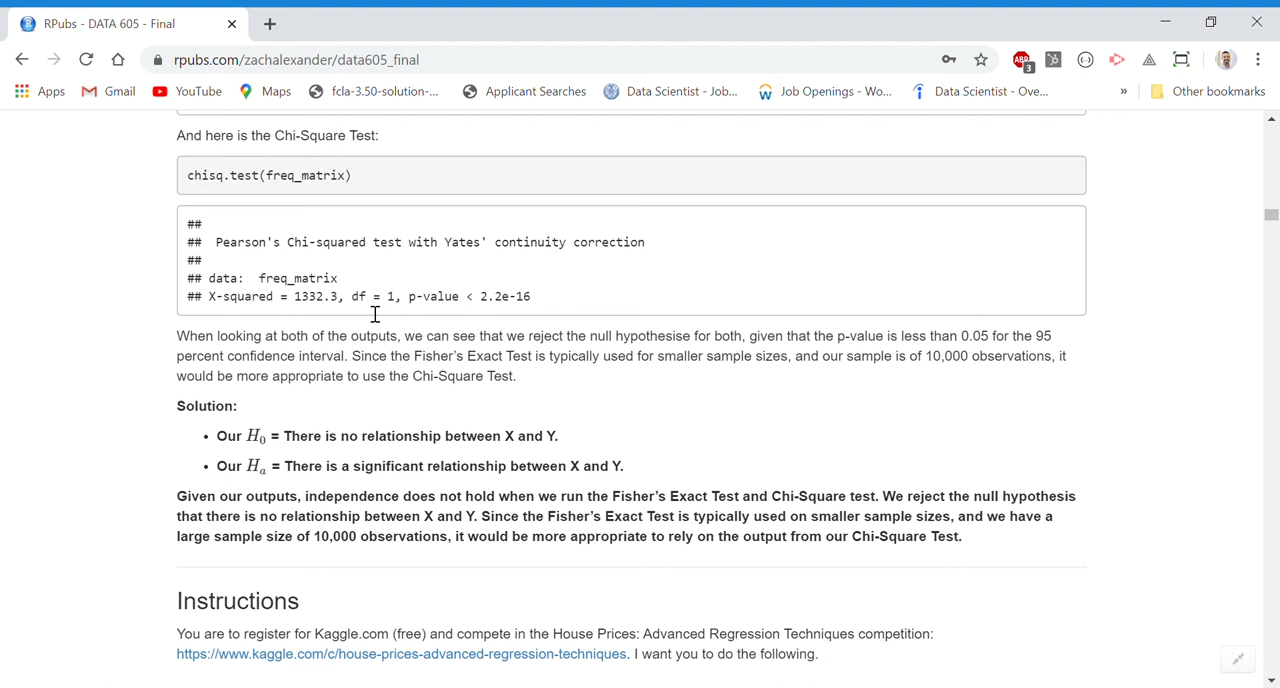 RPubs - DATA 605 - Final
rpubs.com/zachalexander/data605_final
ABP
3
Apps Gmail YouTube Maps fcla-3.50-solution-... Applicant Searches Data Scientist - Job... Job Openings - Wo... Data Scientist - Ove... » Other bookmarks
And here is the Chi-Square Test:
chisq.test(freq_matrix)
##
## Pearson's Chi-squared test with Yates' continuity correction
##
## data: freq_matrix
## X-squared = 1332.3, df = 1, p-value < 2.2e-16
When looking at both of the outputs, we can see that we reject the null hypothesise for both, given that the p-value is less than 0.05 for the 95
percent confidence interval. Since the Fisher's Exact Test is typically used for smaller sample sizes, and our sample is of 10,000 observations, it
would be more appropriate to use the Chi-Square Test.
Solution:
• Our H0 = There is no relationship between X and Y.
• Our Ha = There is a significant relationship between X and Y.
Given our outputs, independence does not hold when we run the Fisher's Exact Test and Chi-Square test. We reject the null hypothesis
that there is no relationship between X and Y. Since the Fisher's Exact Test is typically used on smaller sample sizes, and we have a
large sample size of 10,000 observations, it would be more appropriate to rely on the output from our Chi-Square Test.
Instructions
You are to register for Kaggle.com (free) and compete in the House Prices: Advanced Regression Techniques competition:
https://www.kaggle.com/c/house-prices-advanced-regression-techniques. I want you to do the following.